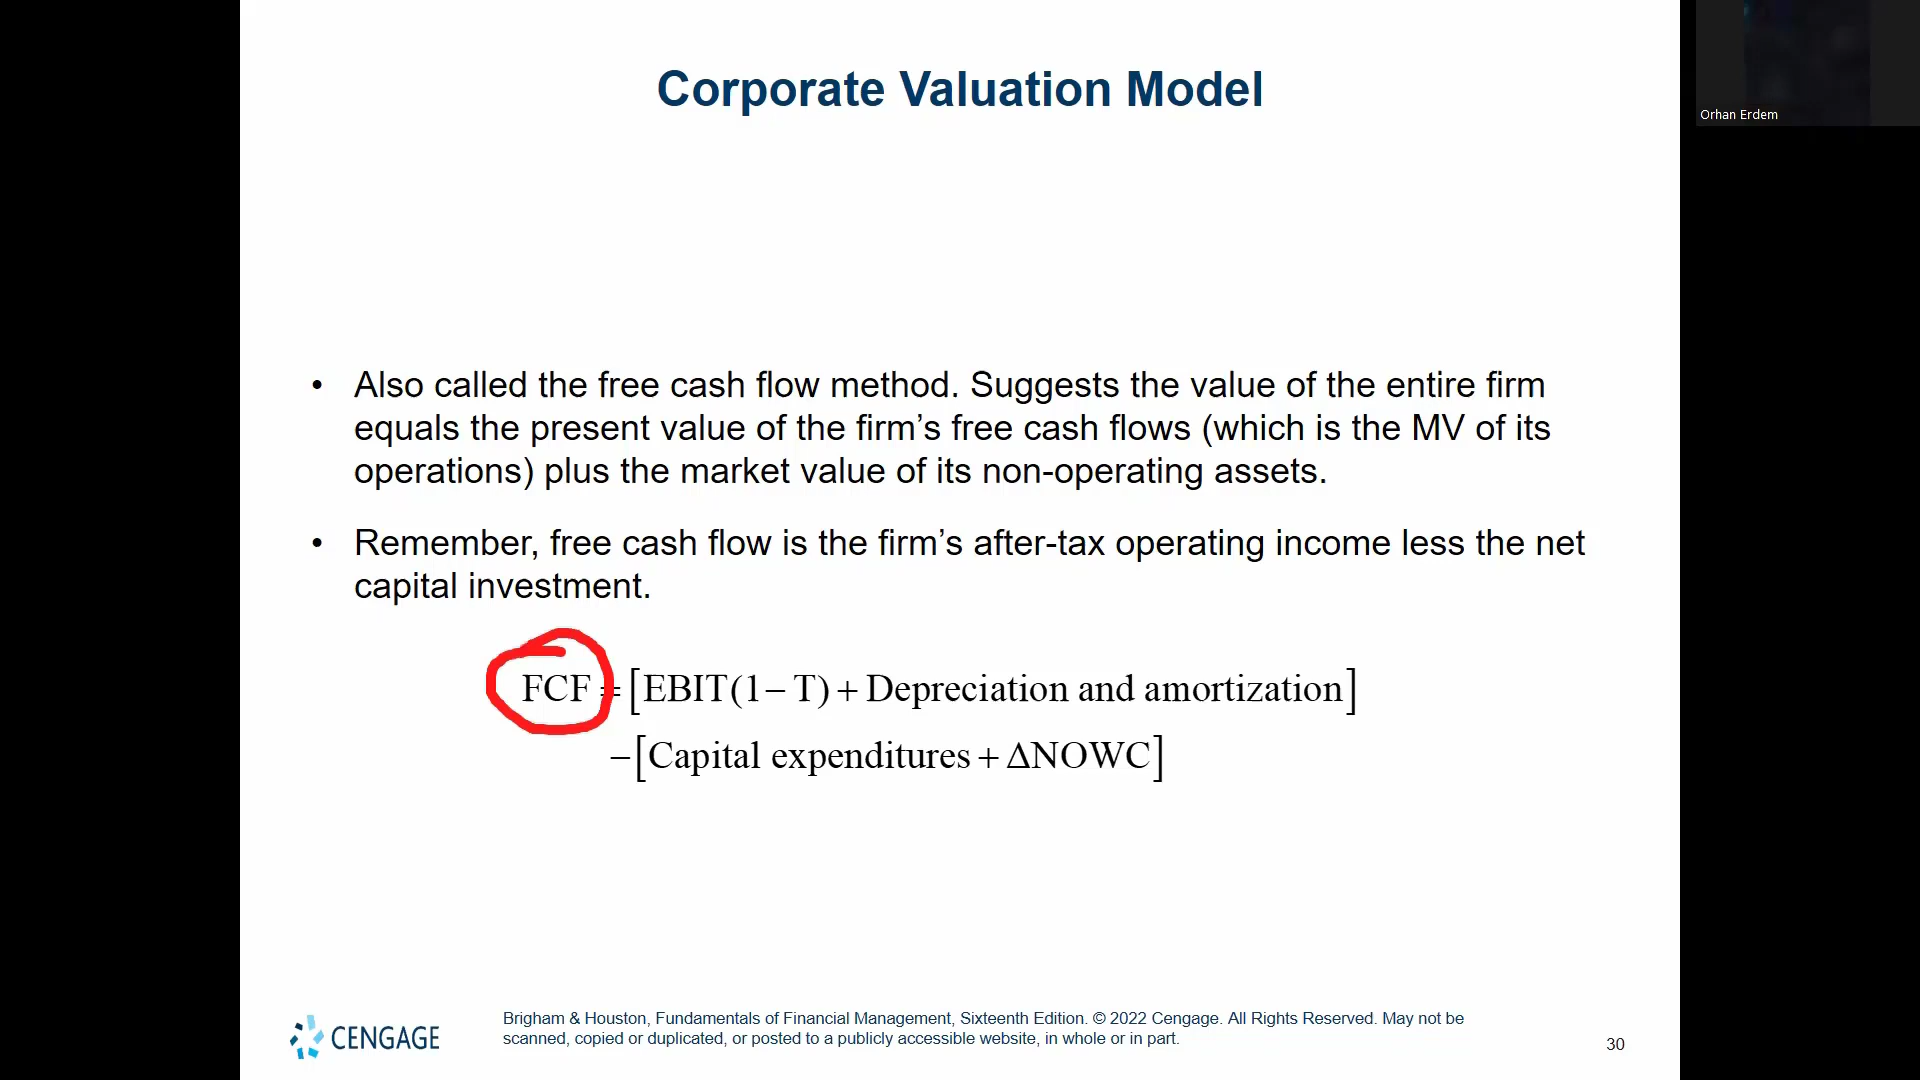 Corporate Valuation Model
Orhan Erdem
• Also called the free cash flow method. Suggests the value of the entire firm
equals the present value of the firm’s free cash flows (which is the MV of its
operations) plus the market value of its non-operating assets.
• Remember, free cash flow is the firm’s after-tax operating income less the net
capital investment.
FCF = [EBIT(1 − T) + Depreciation and amortization]
− [Capital expenditures + ΔNOWC]
CENGAGE
Brigham & Houston, Fundamentals of Financial Management, Sixteenth Edition. © 2022 Cengage. All Rights Reserved. May not be
scanned, copied or duplicated, or posted to a publicly accessible website, in whole or in part.
30